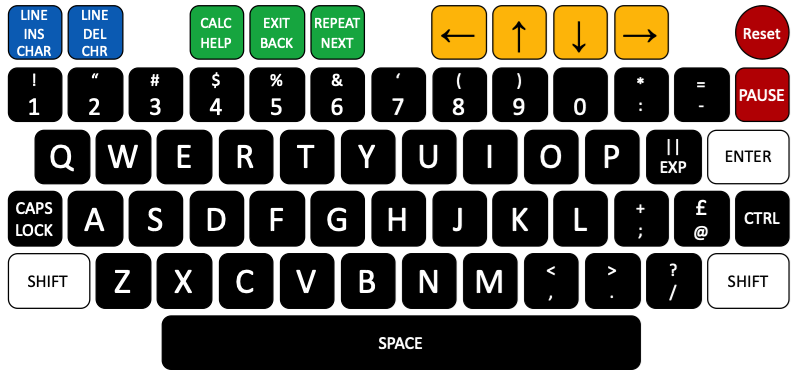 LINE INS CHAR LINE DEL CHR CALC HELP EXIT BACK REPEAT NEXT ← ↑ ↓ → Reset
! 1 “ 2 # 3 $ 4 % 5 & 6 ‘ 7 ( 8 ) 9 0 * : = - PAUSE
Q W E R T Y U I O P || EXP ENTER
CAPS LOCK A S D F G H J K L + ; £ @ CTRL
SHIFT Z X C V B N M < , > . ? / SHIFT
SPACE